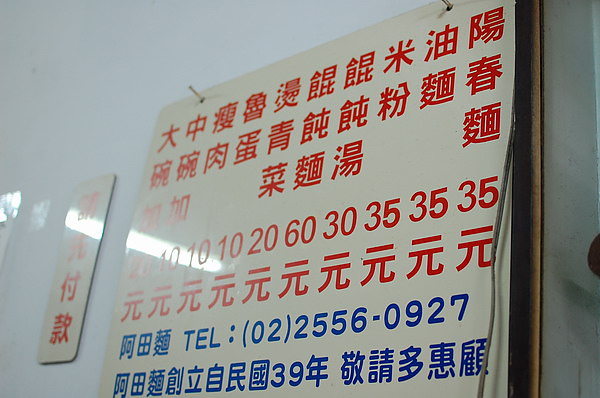 陽春麵 35元
油麵 35元
米粉 35元
餛飩湯 30元
餛飩麵 60元
燙青菜 20元
魯蛋 10元
瘦肉 10元
中碗加 10元
大碗加 元
阿田麵 TEL：(02)2556-0927
阿田麵創立自民國39年 敬請多惠顧
請先付款